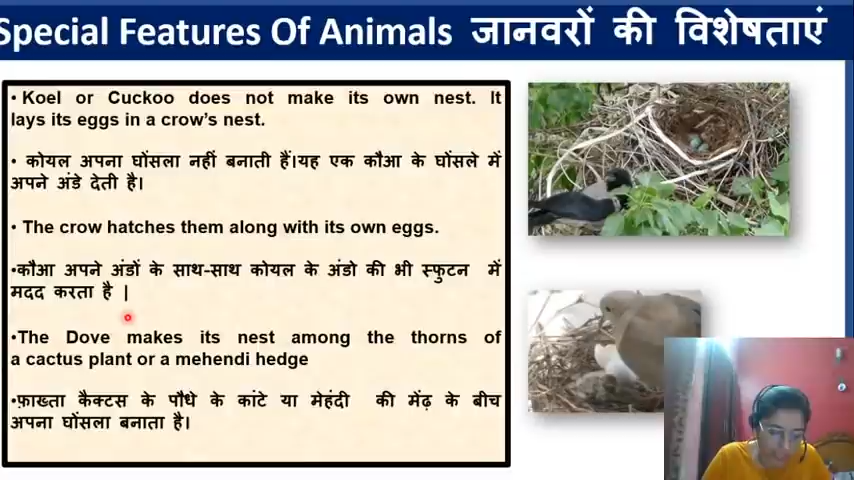 Special Features Of Animals जानवरों की विशेषताएं
• Koel or Cuckoo does not make its own nest. It
lays its eggs in a crow's nest.
• कोयल अपना घोंसला नहीं बनाती हैं।यह एक कौआ के घोंसले में
अपने अंडे देती है।
• The crow hatches them along with its own eggs.
•कौआ अपने अंडों के साथ-साथ कोयल के अंडो की भी स्फुटन में
मदद करता है |
•The Dove makes its nest among the thorns of
a cactus plant or a mehendi hedge
•फ़ाख्ता कैक्टस के पौधे के कांटे या मेहंदी की मेंढ़ के बीच
अपना घोंसला बनाता है।